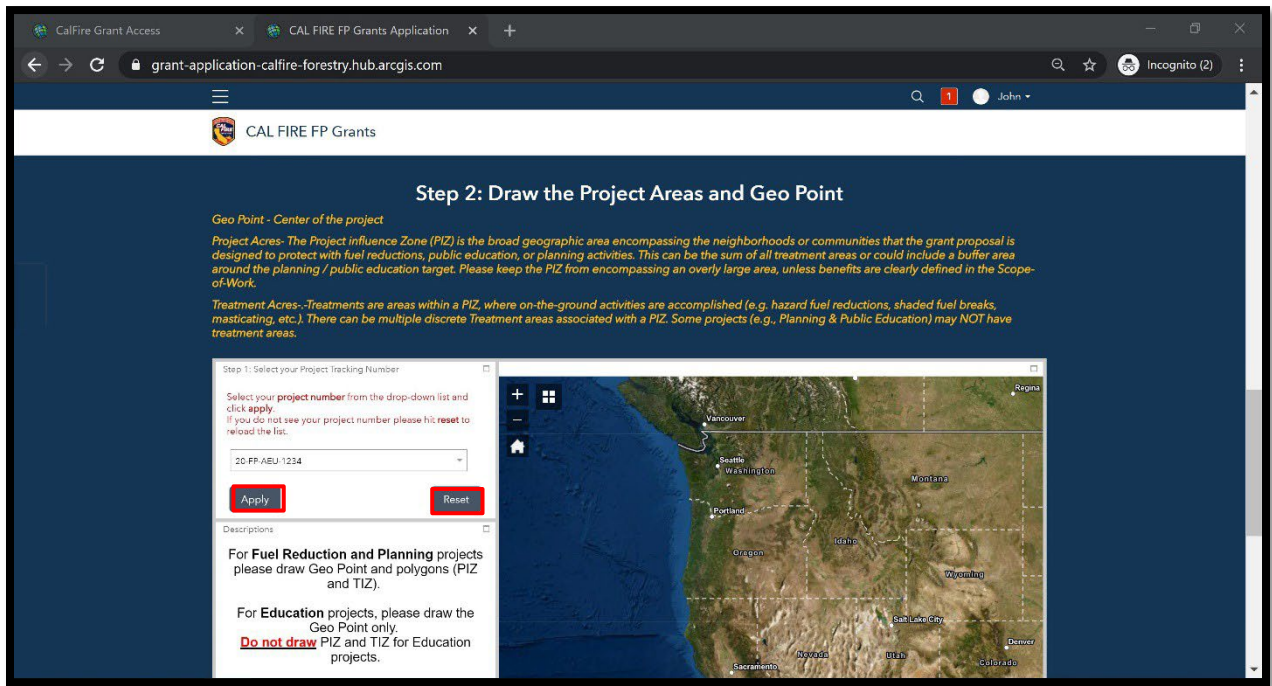 CalFire Grant Access
CAL FIRE FP Grants Application
grant-application-calfire-forestry.hub.arcgis.com
Incognito (2)
1
John
CAL FIRE FP Grants
Step 2: Draw the Project Areas and Geo Point
Geo Point - Center of the project
Project Acres- The Project influence Zone (PIZ) is the broad geographic area encompassing the neighborhoods or communities that the grant proposal is
designed to protect with fuel reductions, public education, or planning activities. This can be the sum of all treatment areas or could include a buffer area
around the planning / public education target. Please keep the PIZ from encompassing an overly large area, unless benefits are clearly defined in the Scope-
of-Work.
Treatment Acres-.-Treatments are areas within a PIZ, where on-the-ground activities are accomplished (e.g. hazard fuel reductions, shaded fuel breaks,
masticating, etc.). There can be multiple discrete Treatment areas associated with a PIZ. Some projects (e.g., Planning & Public Education) may NOT have
treatment areas.
Step 1: Select your Project Tracking Number
Select your project number from the drop-down list and
click apply.
If you do not see your project number please hit reset to
reload the list.
20-FP-AEU-1234
Apply
Reset
Descriptions
For Fuel Reduction and Planning projects
please draw Geo Point and polygons (PIZ
and TIZ).
For Education projects, please draw the
Geo Point only.
Do not draw PIZ and TIZ for Education
projects.
Regina
Vancouver
Seattle
Washington
Montana
Portland
Oregon
Idaho
Wyoming
Salt Lake City
Denver
Nevada
Utah
Colorado
Sacramento